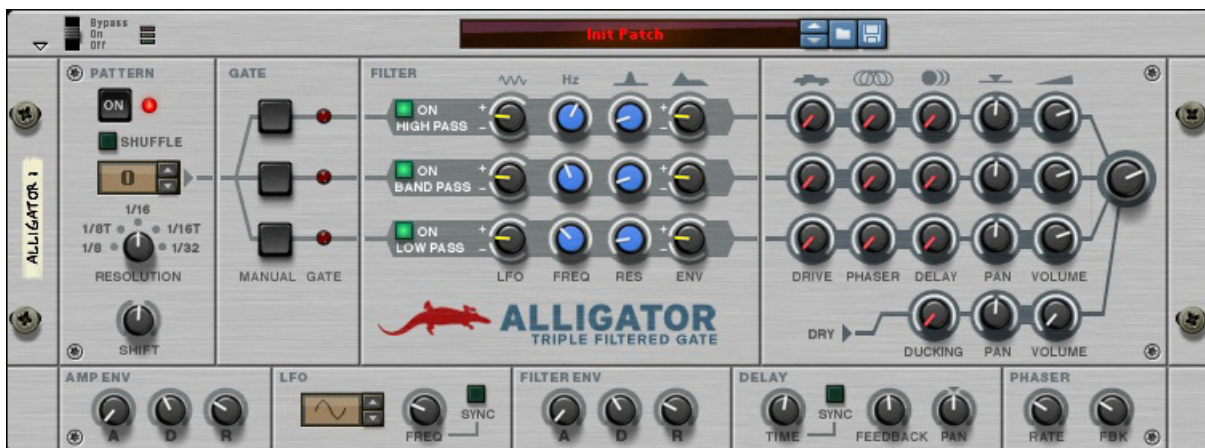 Bypass
On
Off
Init Patch
PATTERN
ON
SHUFFLE
0
1/16
1/8T 1/16T
1/8 1/32
RESOLUTION
SHIFT
ALLIGATOR 1
GATE
MANUAL GATE
FILTER
Hz
+ ON +
- HIGH PASS -
+ ON +
- BAND PASS -
+ ON +
- LOW PASS -
LFO FREQ RES ENV
ALLIGATOR
TRIPLE FILTERED GATE
DRIVE PHASER DELAY PAN VOLUME
DRY
DUCKING PAN VOLUME
AMP ENV
A D R
LFO
FREQ SYNC
FILTER ENV
A D R
DELAY
TIME SYNC FEEDBACK PAN
PHASER
RATE FBK